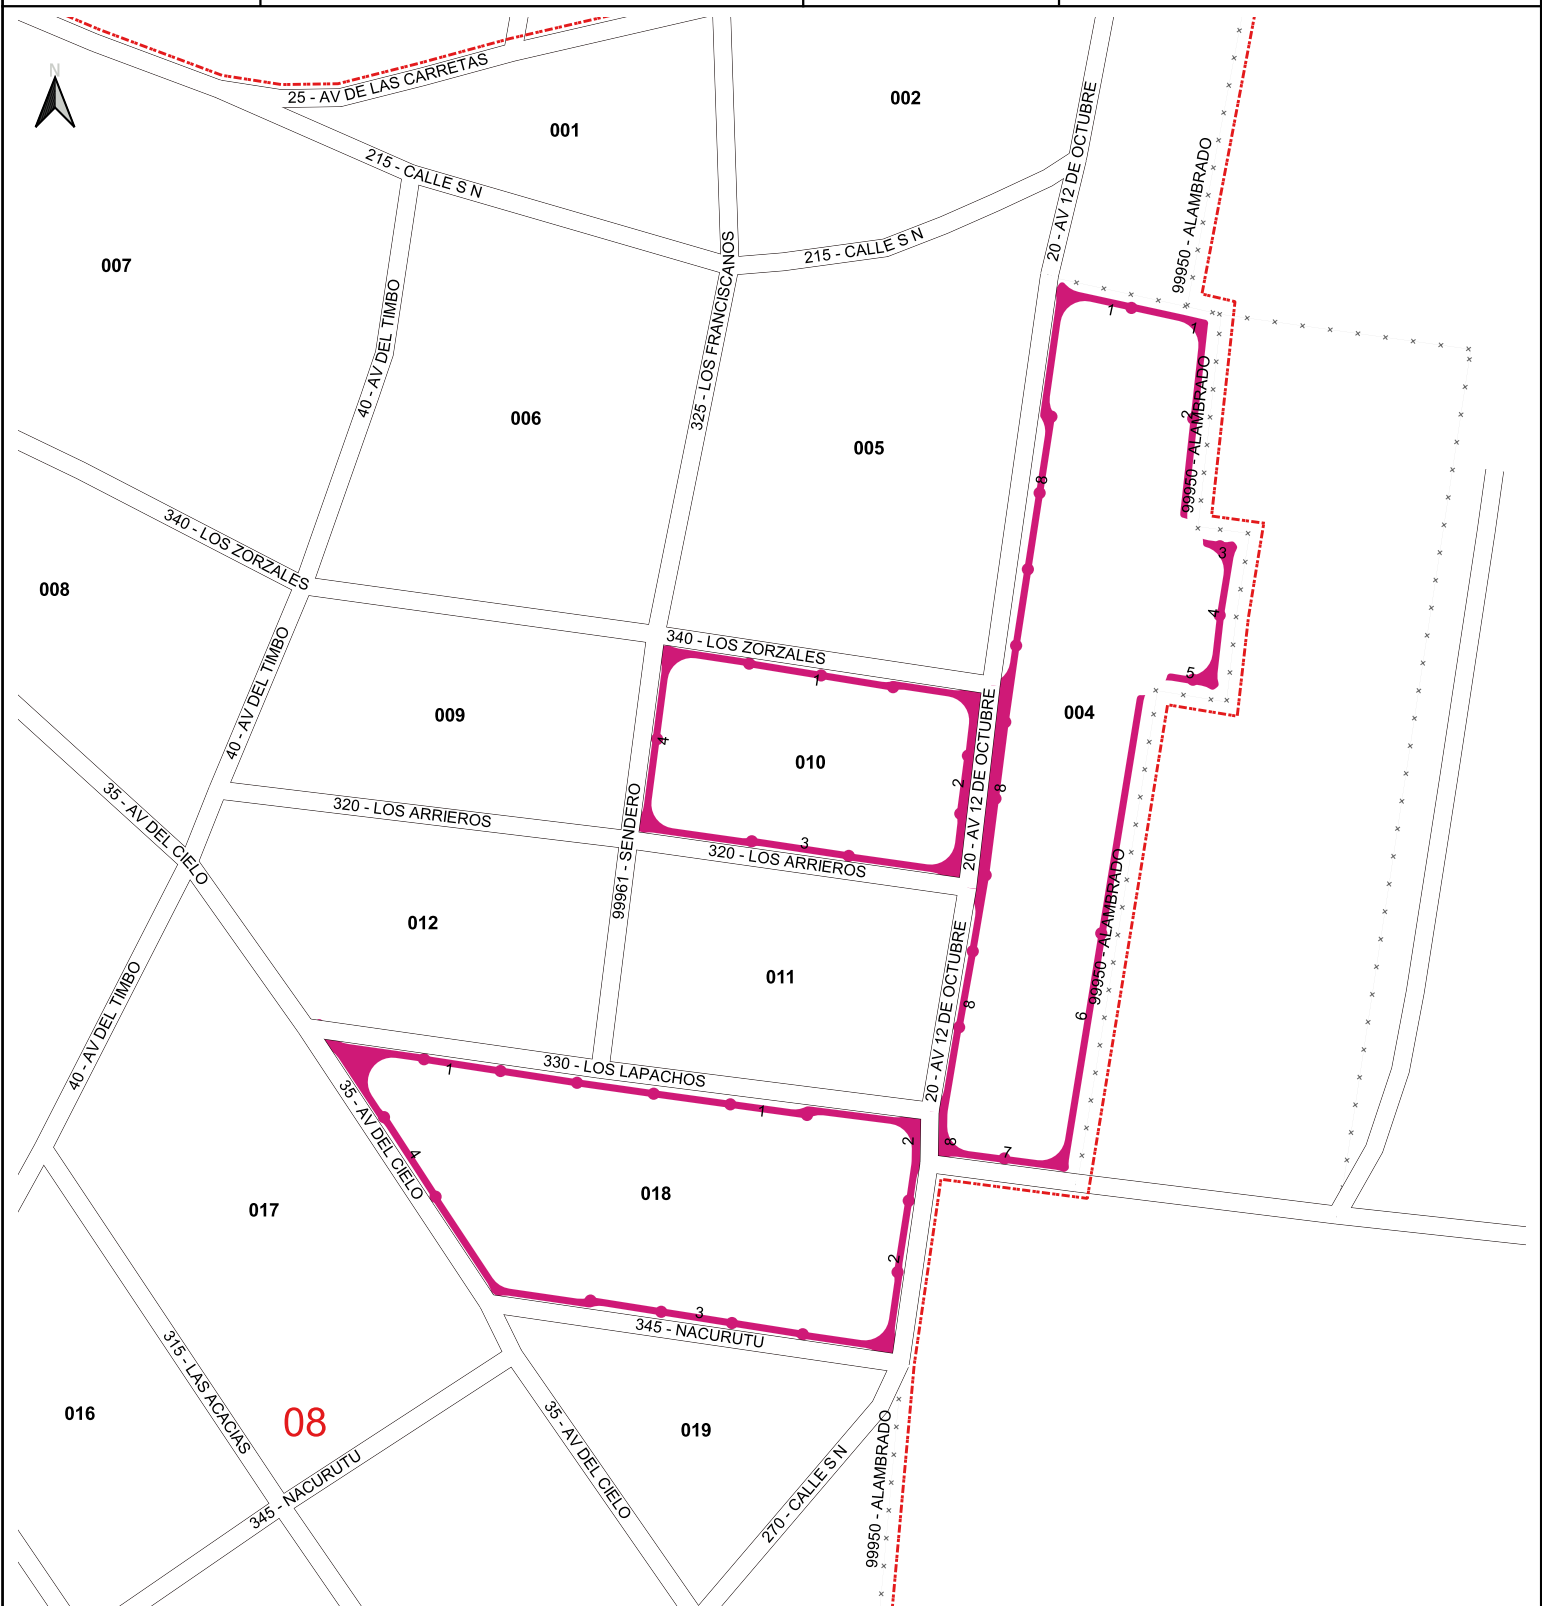 N
25 - AV DE LAS CARRETAS
001
002
215 - CALLE S N
20 - AV 12 DE OCTUBRE
99950 - ALAMBRADO
007
325 - LOS FRANCISCANOS
215 - CALLE S N
40 - AV DEL TIMBO
1
1
99950 - ALAMBRADO
2
006
005
8
340 - LOS ZORZALES
3
008
4
40 - AV DEL TIMBO
340 - LOS ZORZALES
1
5
009
4
010
2
20 - AV 12 DE OCTUBRE
8
004
35 - AV DEL CIELO
320 - LOS ARRIEROS
99961 - SENDERO
3
320 - LOS ARRIEROS
99950 - ALAMBRADO
012
011
20 - AV 12 DE OCTUBRE
8
6
40 - AV DEL TIMBO
330 - LOS LAPACHOS
1
1
35 - AV DEL CIELO
4
2
8
7
018
017
2
3
345 - NACURUTU
315 - LAS ACACIAS
016
08
35 - AV DEL CIELO
019
99950 - ALAMBRADO
345 - NACURUTU
270 - CALLE S N